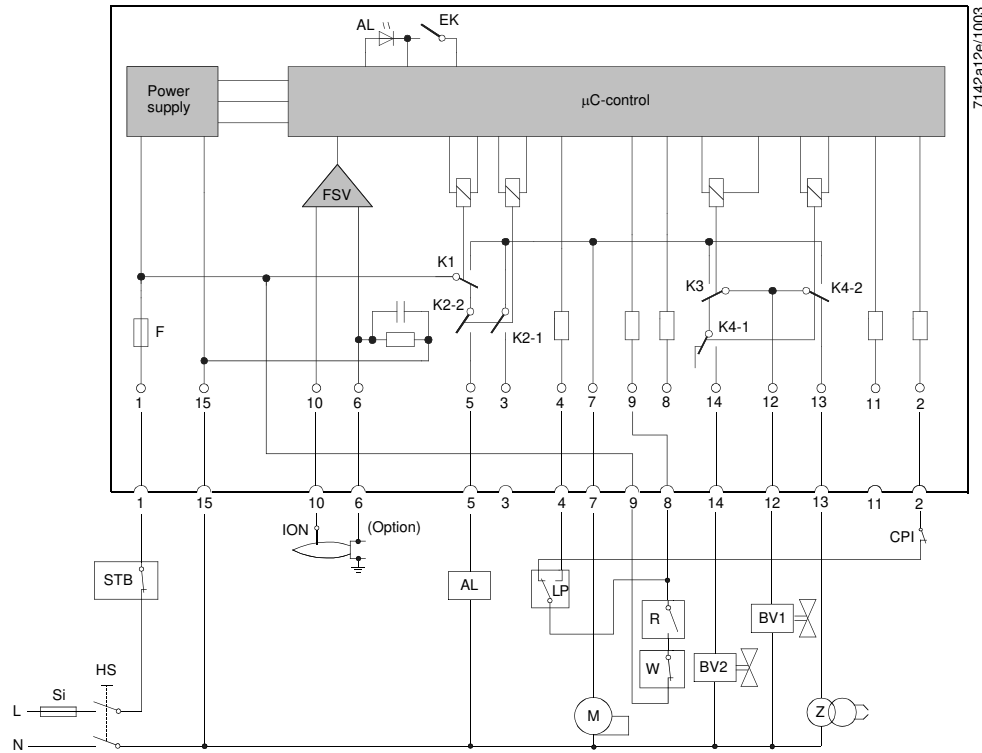 7142a12e/1003
AL
EK
Power
supply
µC-control
FSV
K1
K2-2
K2-1
K3
K4-2
K4-1
F
1 15 10 6 5 3 4 7 9 8 14 12 13 11 2
1 15 10 6 5 3 4 7 9 8 14 12 13 11 2
ION
(Option)
CPI
STB
AL
LP
R
BV1
W
BV2
HS
Si
L
M
Z
N